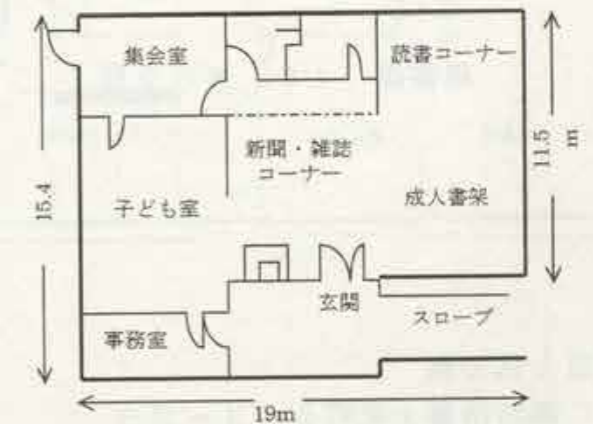 集会室
読書コーナー
新聞・雑誌
コーナー
11.5
m
15.4
子ども室
成人書架
玄関
スロープ
事務室
19m